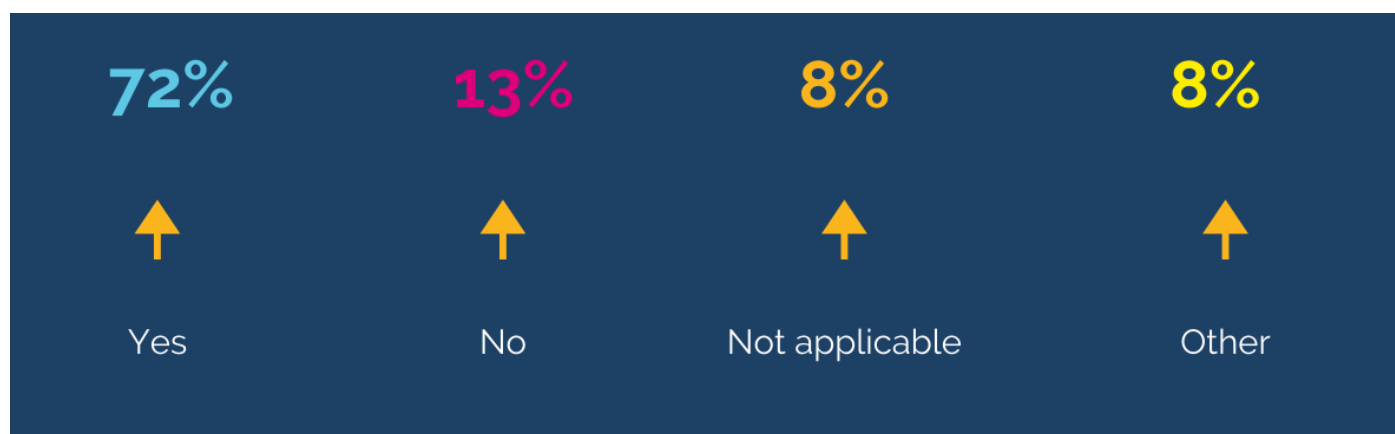 72% 13% 8% 8%
Yes No Not applicable Other